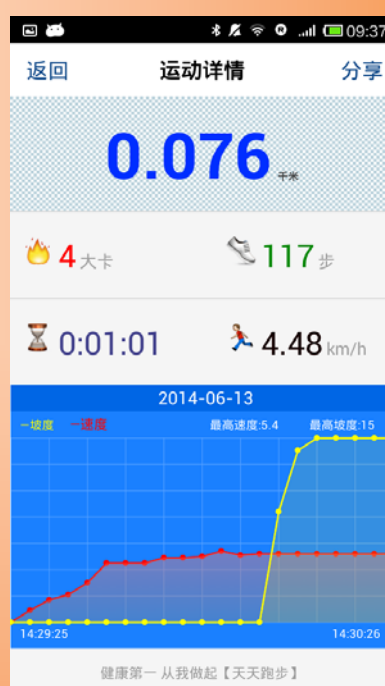 09:37
返回 运动详情 分享
0.076 千米
4 大卡 117 步
0:01:01 4.48 km/h
2014-06-13
坡度 速度 最高速度:5.4 最高坡度:15
14:29:25 14:30:26
健康第一 从我做起【天天跑步】